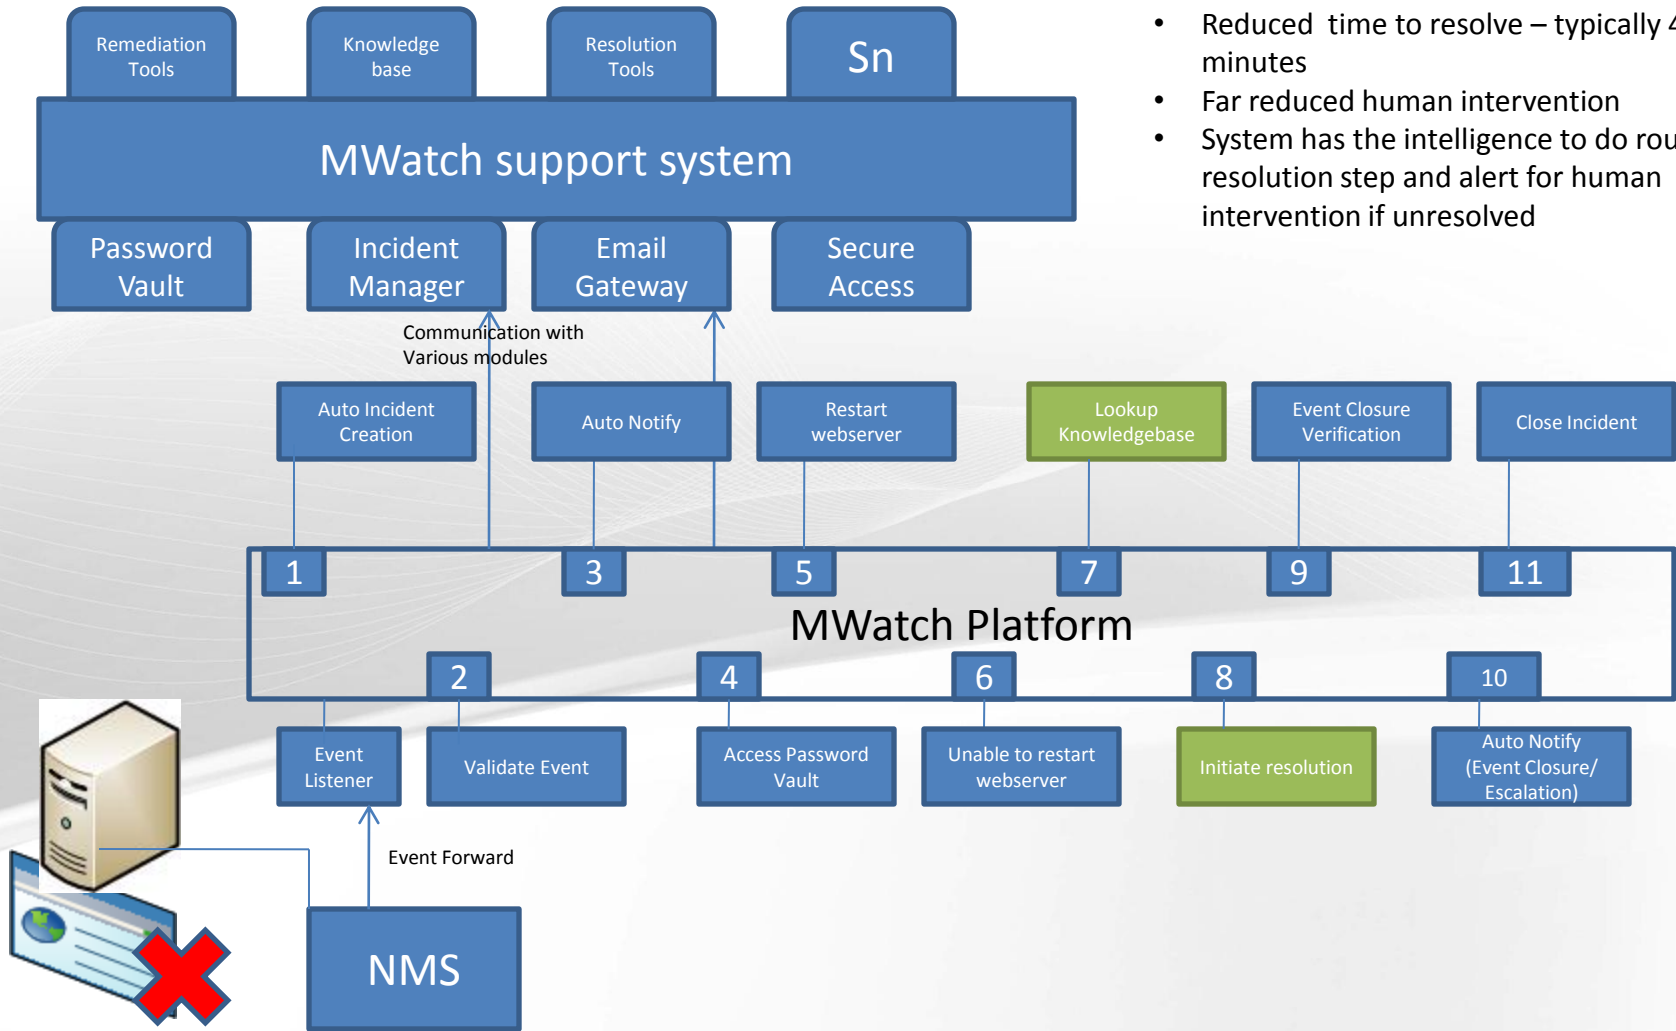 Remediation
Tools
Knowledge
base
Resolution
Tools
Sn
MWatch support system
Password
Vault
Incident
Manager
Email
Gateway
Secure
Access
• Reduced time to resolve – typically 4
minutes
• Far reduced human intervention
• System has the intelligence to do
resolution step and alert for human
intervention if unresolved
Communication with
Various modules
Auto Incident
Creation
Auto Notify
Restart
webserver
Lookup
Knowledgebase
Event Closure
Verification
Close Incident
1
3
5
7
9
11
MWatch Platform
2
4
6
8
10
Event
Listener
Validate Event
Access Password
Vault
Unable to restart
webserver
Initiate resolution
Auto Notify
(Event Closure/
Escalation)
Event Forward
NMS